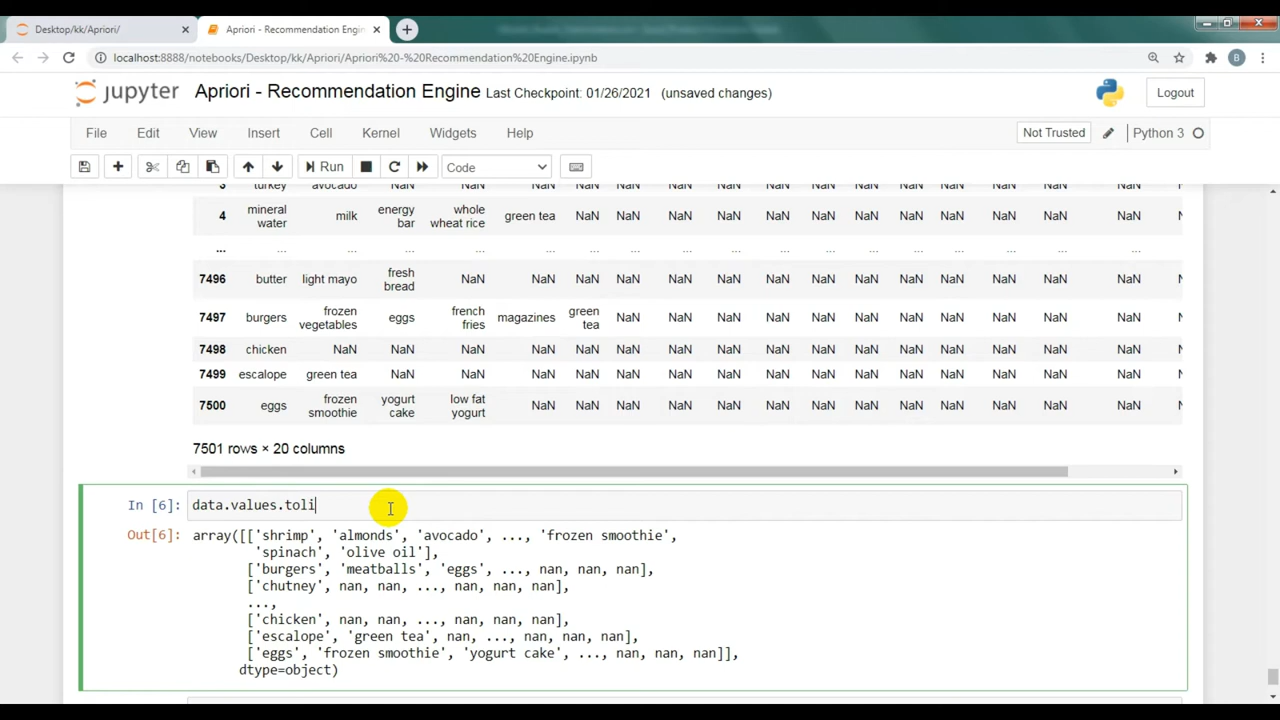 Desktop/kk/Apriori/
Apriori - Recommendation Engin
localhost:8888/notebooks/Desktop/kk/Apriori/Apriori%20-%20Recommendation%20Engine.ipynb
B
jupyter Apriori - Recommendation Engine Last Checkpoint: 01/26/2021 (unsaved changes) Logout
File Edit View Insert Cell Kernel Widgets Help Not Trusted Python 3
Run Code
3 turkey avocado NaN NaN NaN NaN NaN NaN NaN NaN NaN NaN NaN NaN N
4 mineral water milk energy bar whole wheat rice green tea NaN NaN NaN NaN NaN NaN NaN NaN NaN N
... ... ... ... ... ... ... ... ... ... ... ... ... ... ...
7496 butter light mayo fresh bread NaN NaN NaN NaN NaN NaN NaN NaN NaN NaN NaN N
7497 burgers frozen vegetables eggs french fries magazines green tea NaN NaN NaN NaN NaN NaN NaN NaN N
7498 chicken NaN NaN NaN NaN NaN NaN NaN NaN NaN NaN NaN NaN NaN N
7499 escalope green tea NaN NaN NaN NaN NaN NaN NaN NaN NaN NaN NaN NaN N
7500 eggs frozen smoothie yogurt cake low fat yogurt NaN NaN NaN NaN NaN NaN NaN NaN NaN NaN N
7501 rows × 20 columns
In [6]: data.values.toli
Out[6]: array([['shrimp', 'almonds', 'avocado', ..., 'frozen smoothie',
'spinach', 'olive oil'],
['burgers', 'meatballs', 'eggs', ..., nan, nan, nan],
['chutney', nan, nan, ..., nan, nan, nan],
...,
['chicken', nan, nan, ..., nan, nan, nan],
['escalope', 'green tea', nan, ..., nan, nan, nan],
['eggs', 'frozen smoothie', 'yogurt cake', ..., nan, nan, nan]],
dtype=object)